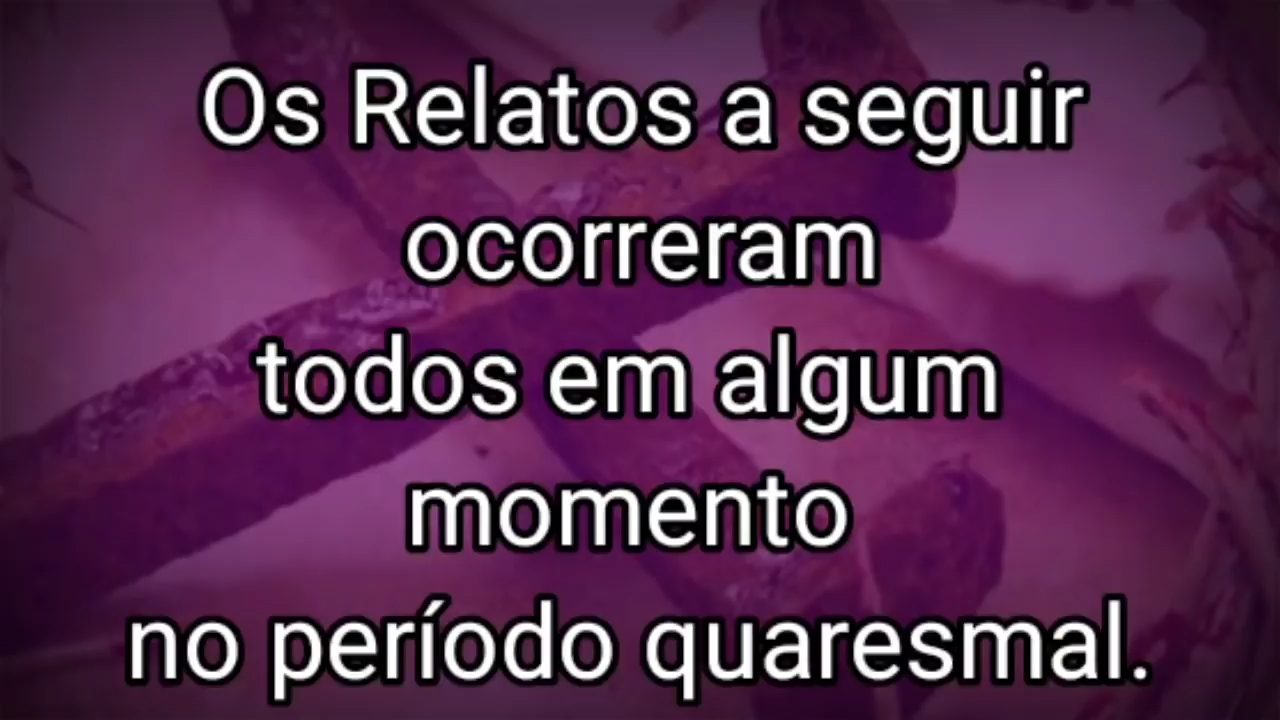 Os Relatos a seguir
ocorreram
todos em algum
momento
no período quaresmal.